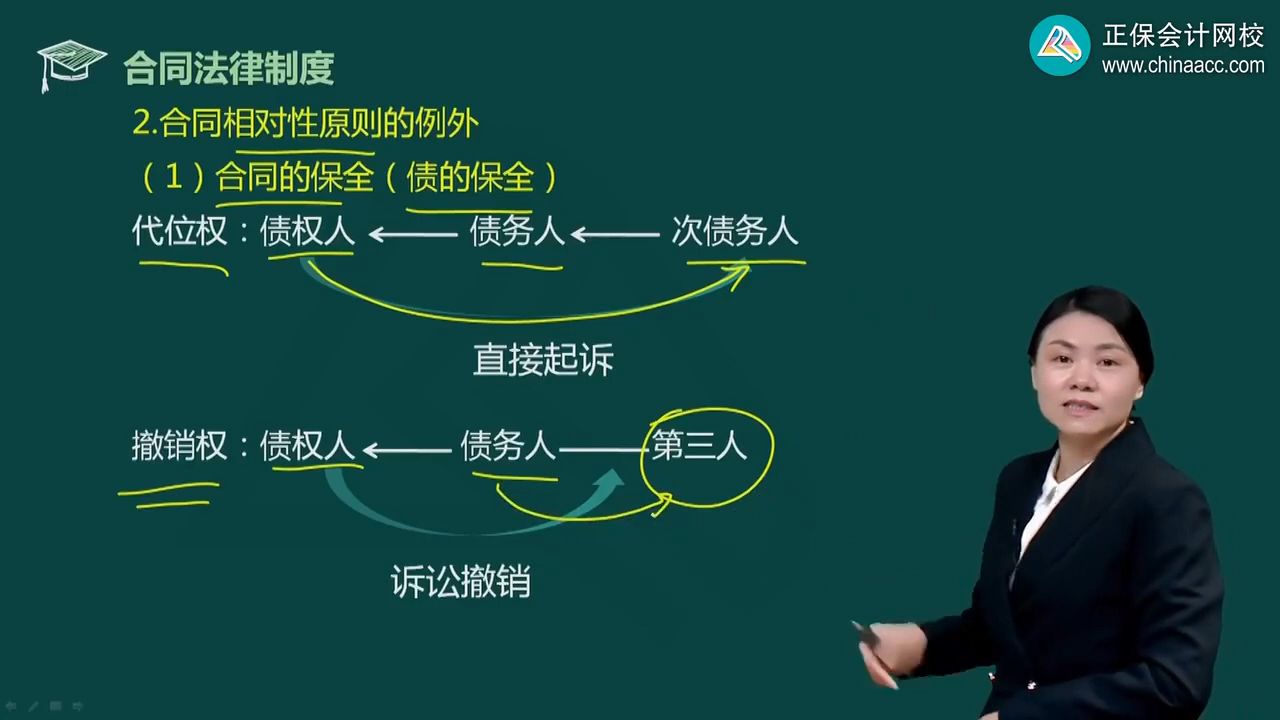 正保会计网校
www.chinaacc.com
合同法律制度
2.合同相对性原则的例外
（1）合同的保全（债的保全）
代位权：债权人 债务人 次债务人
直接起诉
撤销权：债权人 债务人 第三人
诉讼撤销